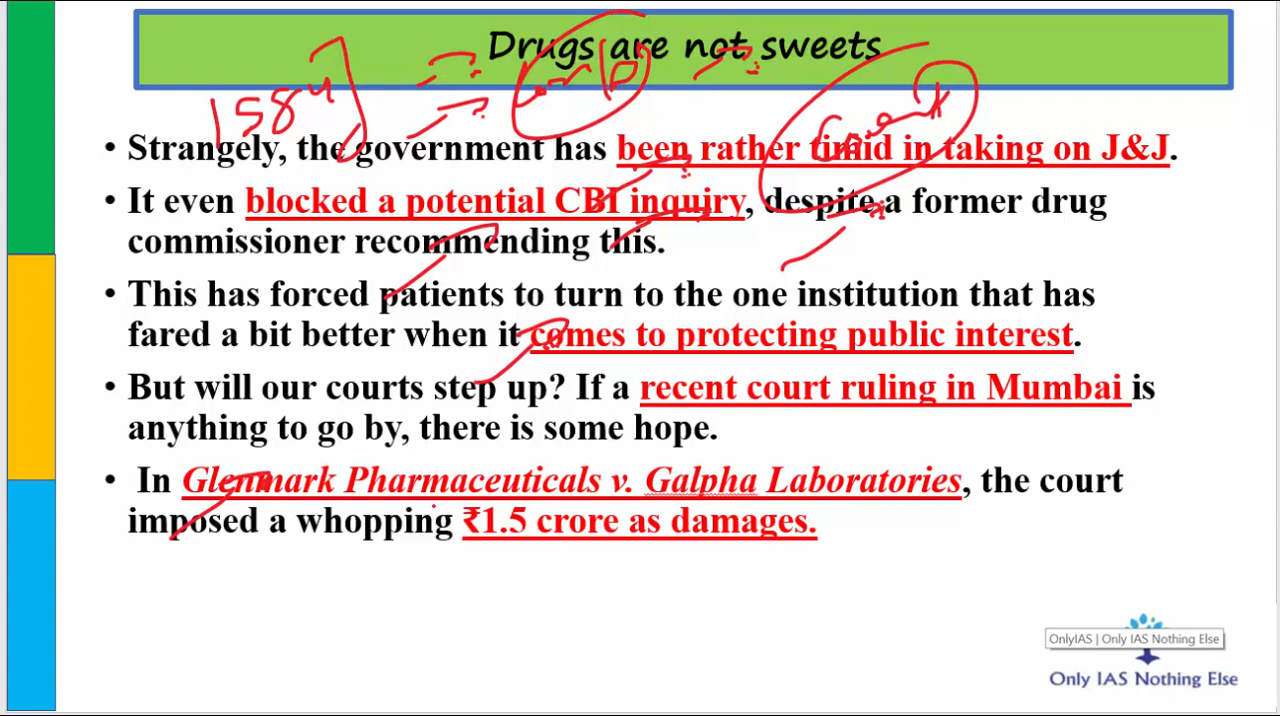 Drugs are not sweets
1584
• Strangely, the government has been rather timid in taking on J&J.
• It even blocked a potential CBI inquiry, despite a former drug
commissioner recommending this.
• This has forced patients to turn to the one institution that has
fared a bit better when it comes to protecting public interest.
• But will our courts step up? If a recent court ruling in Mumbai is
anything to go by, there is some hope.
• In Glenmark Pharmaceuticals v. Galpha Laboratories, the court
imposed a whopping ₹1.5 crore as damages.
OnlyIAS | Only IAS Nothing Else
Only IAS Nothing Else